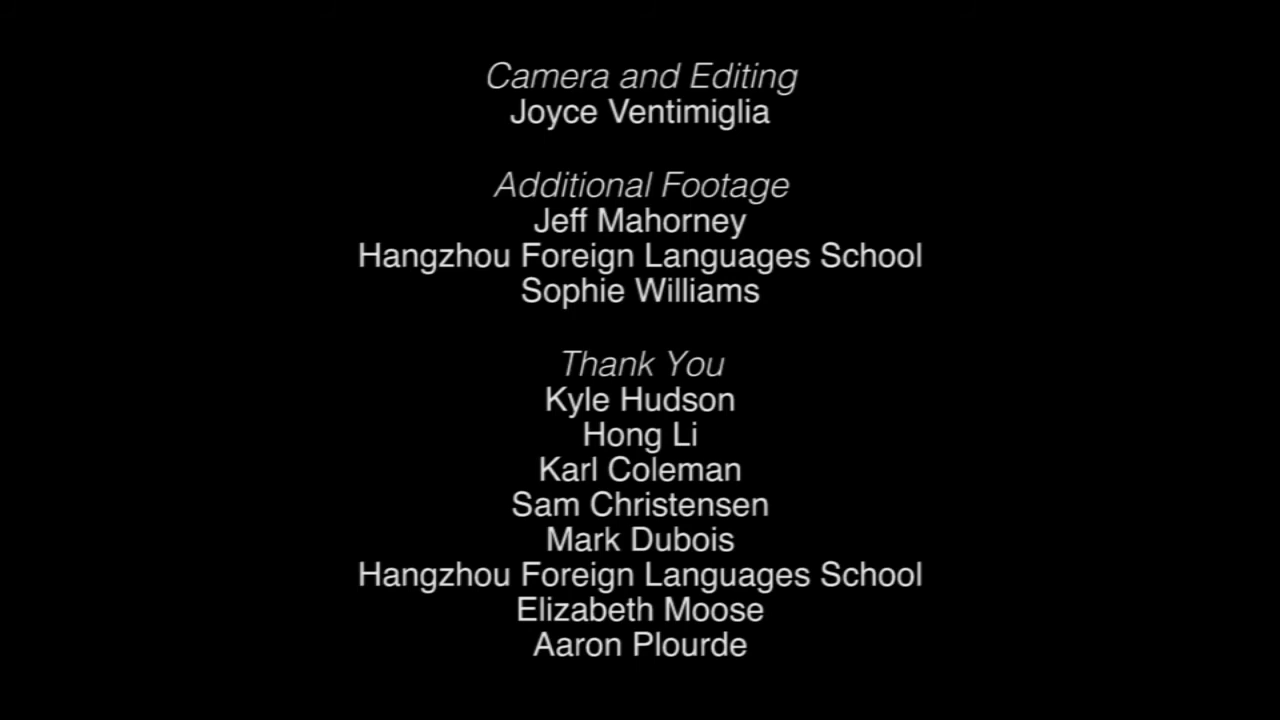 Camera and Editing
Joyce Ventimiglia
Additional Footage
Jeff Mahorney
Hangzhou Foreign Languages School
Sophie Williams
Thank You
Kyle Hudson
Hong Li
Karl Coleman
Sam Christensen
Mark Dubois
Hangzhou Foreign Languages School
Elizabeth Moose
Aaron Plourde